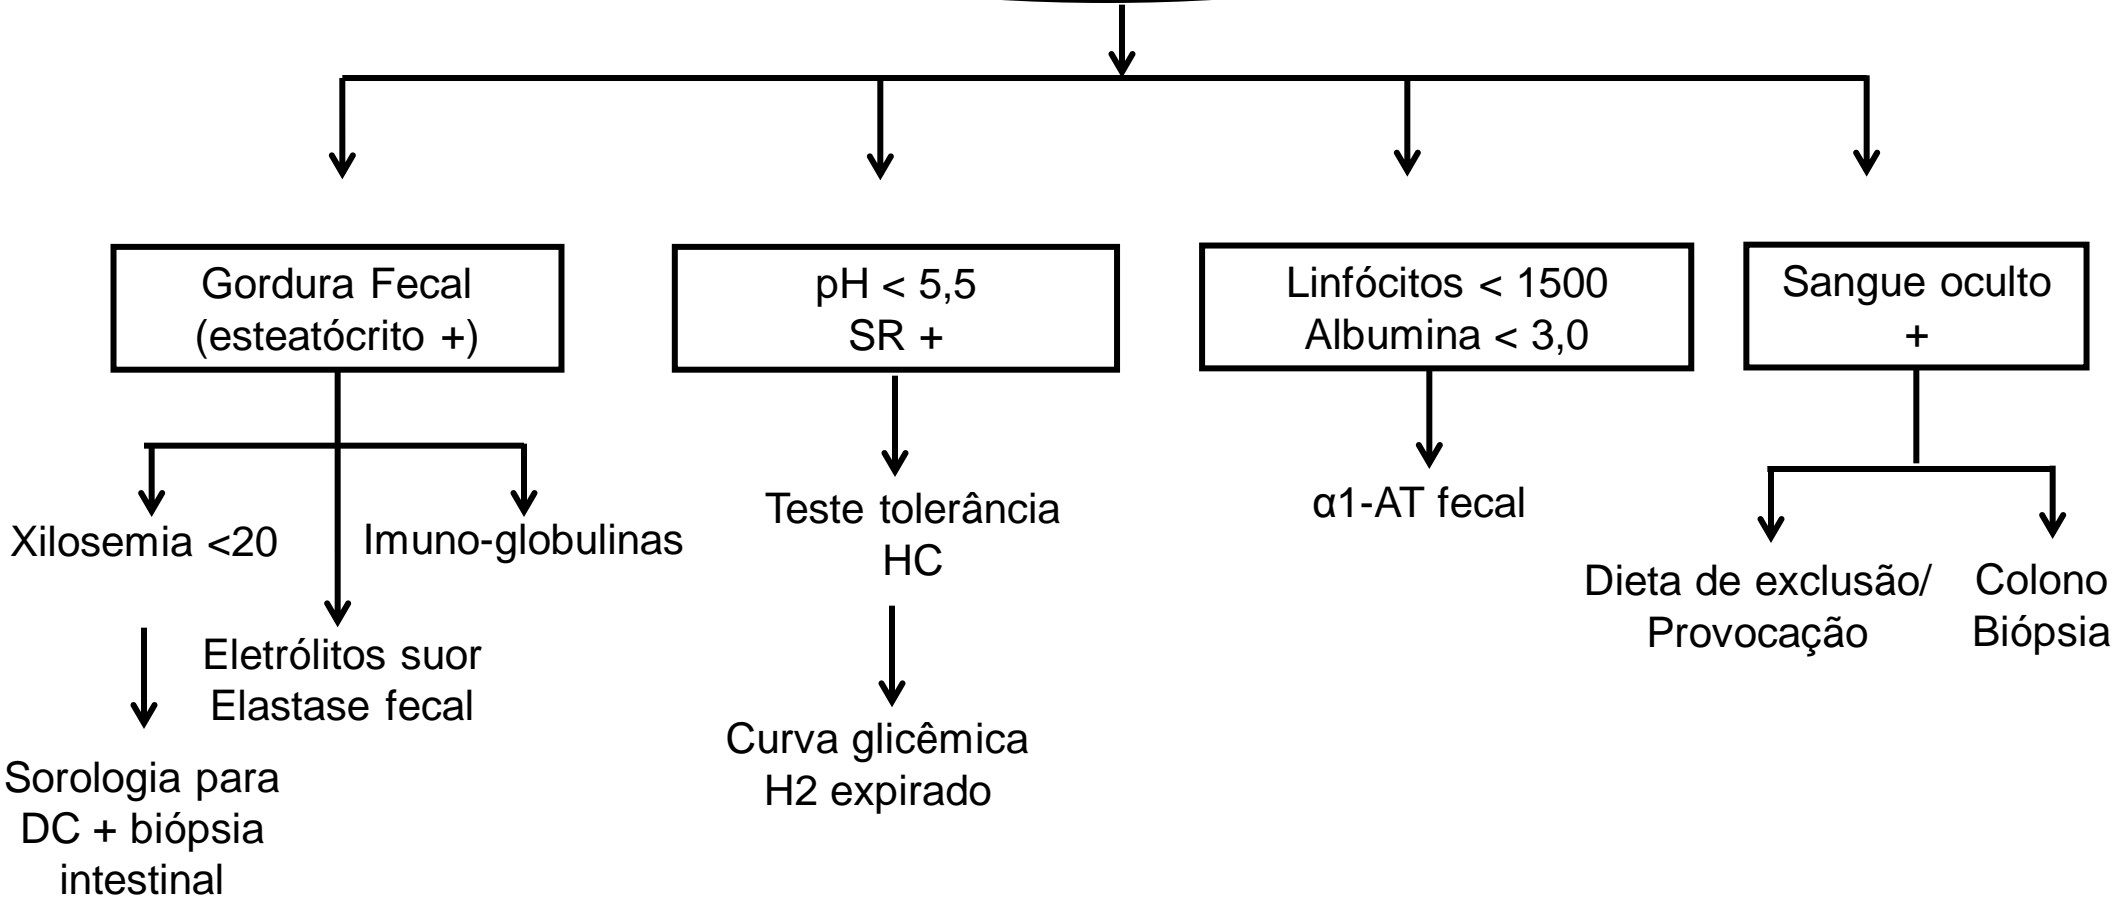 Gordura Fecal
(esteatócrito +)
pH < 5,5
SR +
Linfócitos < 1500
Albumina < 3,0
Sangue oculto
+
Xilosemia <20
Imuno-globulinas
Eletrólitos suor
Elastase fecal
Sorologia para
DC + biópsia
intestinal
Teste tolerância
HC
Curva glicêmica
H2 expirado
α1-AT fecal
Dieta de exclusão/
Provocação
Colono
Biópsia